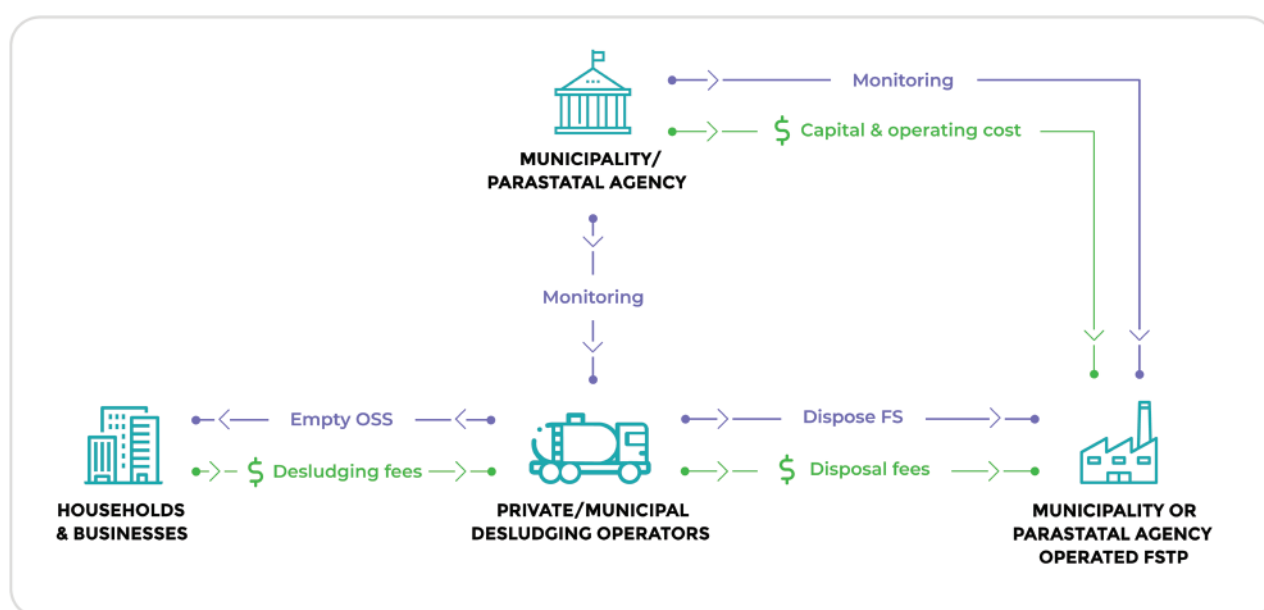 Monitoring
$ Capital & operating cost
MUNICIPALITY/
PARASTATAL AGENCY
Monitoring
Empty OSS
Dispose FS
$ Desludging fees
$ Disposal fees
HOUSEHOLDS
& BUSINESSES
PRIVATE/MUNICIPAL
DESLUDGING OPERATORS
MUNICIPALITY OR
PARASTATAL AGENCY
OPERATED FSTP